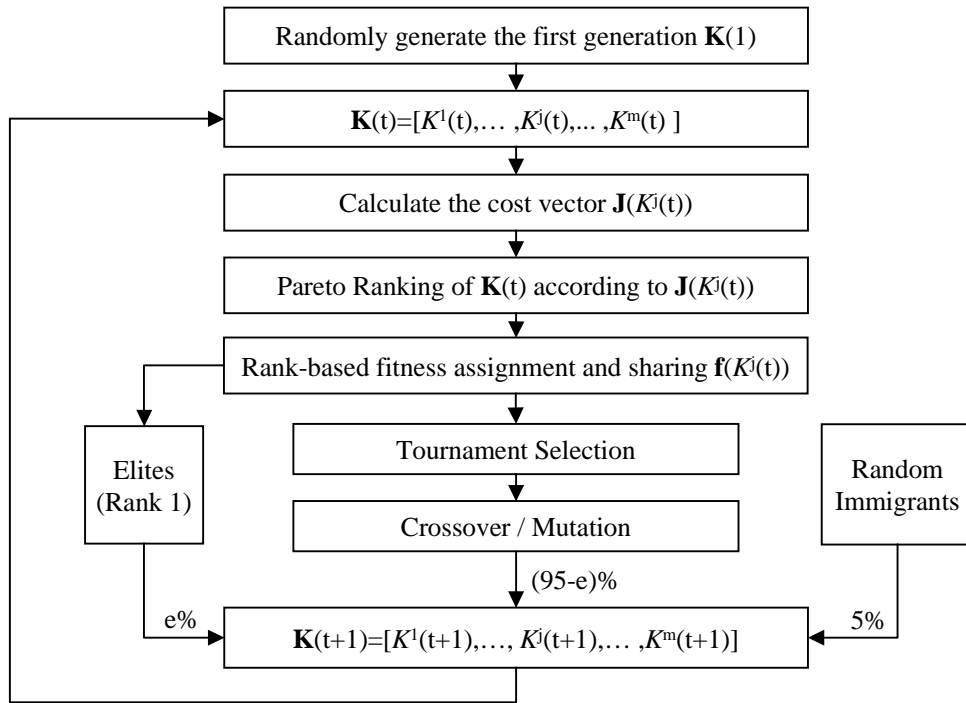 Randomly generate the first generation K(1)
K(t)=[K¹(t),… ,Kʲ(t),... ,Kᵐ(t) ]
Calculate the cost vector J(Kʲ(t))
Pareto Ranking of K(t) according to J(Kʲ(t))
Rank-based fitness assignment and sharing f(Kʲ(t))
Elites
(Rank 1)
Tournament Selection
Random
Immigrants
Crossover / Mutation
(95-e)%
e%
5%
K(t+1)=[K¹(t+1),…, Kʲ(t+1),… ,Kᵐ(t+1)]